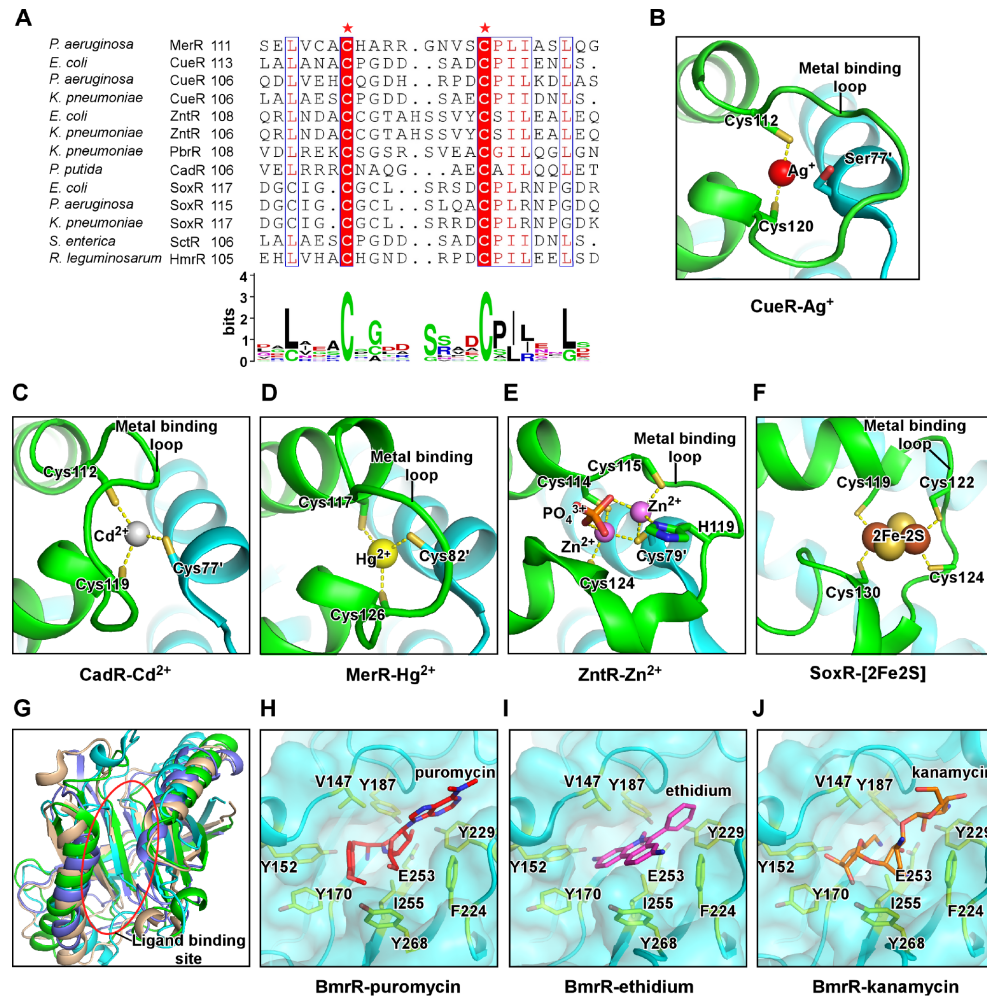 A
P. aeruginosa MerR 111 SELVCACHARR.GNVSCPLIASLQG
E. coli CueR 113 LALANACPGDD..SADCPIIENLS.
P. aeruginosa CueR 106 QDLVEHCQGDH..RPDCPILKDLAS
K. pneumoniae CueR 106 LALAESCPGDD..SAECPIIDNLS.
E. coli ZntR 108 QRLNDACCGTAHSSVYCSILEALEQ
K. pneumoniae ZntR 106 QRLNDACCGTAHSSVYCSILEALEQ
K. pneumoniae PbrR 108 VDLREKCSGSR.SVEACGILQGLGN
P. putida CadR 106 VELRRRCNAQG..AECAILQQLET
E. coli SoxR 117 DGCIG.CGCLL..SRSDCPLRNPGDR
P. aeruginosa SoxR 115 DGCIG.CGCLS..LQACPLRNPGDQ
K. pneumoniae SoxR 117 DGCIG.CGCLS..RRDCPLRNPGDK
S. enterica SctR 106 LALAESCPGDD..SADCPIIDNLS.
R. leguminosarum HmrR 105 EHLVHACHGND..RPDCPILEELSD
bits
4
3
2
1
0
B
Metal binding
loop
Cys112
Ag+
Ser77'
Cys120
CueR-Ag+
C
Metal binding
loop
Cys112
Cd2+
Cys77'
Cys119
CadR-Cd2+
D
Metal binding
loop
Cys117
Hg2+
Cys82'
Cys126
MerR-Hg2+
E
Metal binding
loop
Cys115
Cys114
PO43+
Zn2+
H119
Zn2+
Cys79'
Cys124
ZntR-Zn2+
F
Metal binding
loop
Cys119
Cys122
2Fe-2S
Cys130
Cys124
SoxR-[2Fe2S]
G
Ligand binding
site
H
puromycin
V147
Y187
Y229
Y152
E253
Y170
I255
F224
Y268
BmrR-puromycin
I
ethidium
V147
Y187
Y229
Y152
E253
Y170
I255
F224
Y268
BmrR-ethidium
J
kanamycin
V147
Y187
Y229
Y152
E253
Y170
I255
F224
Y268
BmrR-kanamycin